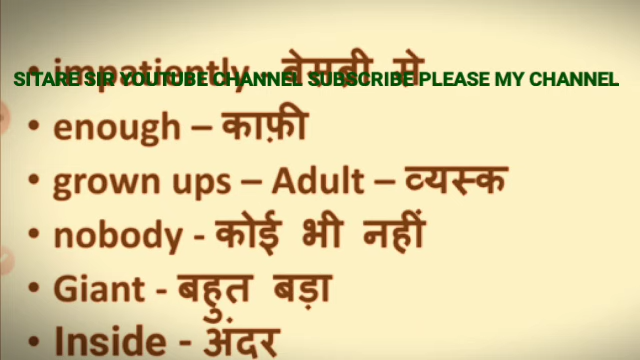 • impatiently - बेसब्री से
SITARE SIR YOUTUBE CHANNEL SUBSCRIBE PLEASE MY CHANNEL
• enough – काफ़ी
• grown ups – Adult – व्यस्क
• nobody - कोई भी नहीं
• Giant - बहुत बड़ा
• Inside - अंदर